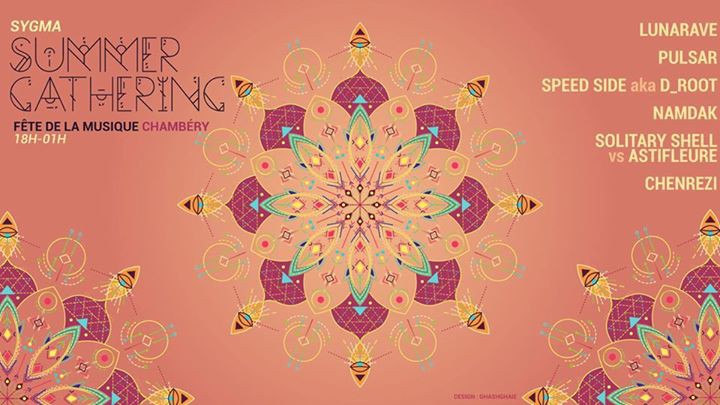 SYGMA
SUMMER
GATHERING
FÊTE DE LA MUSIQUE CHAMBÉRY
18H-01H
LUNARAVE
PULSAR
SPEED SIDE aka D_ROOT
NAMDAK
SOLITARY SHELL
vs ASTIFLEURE
CHENREZI
DESIGN : GHASHGHAIE